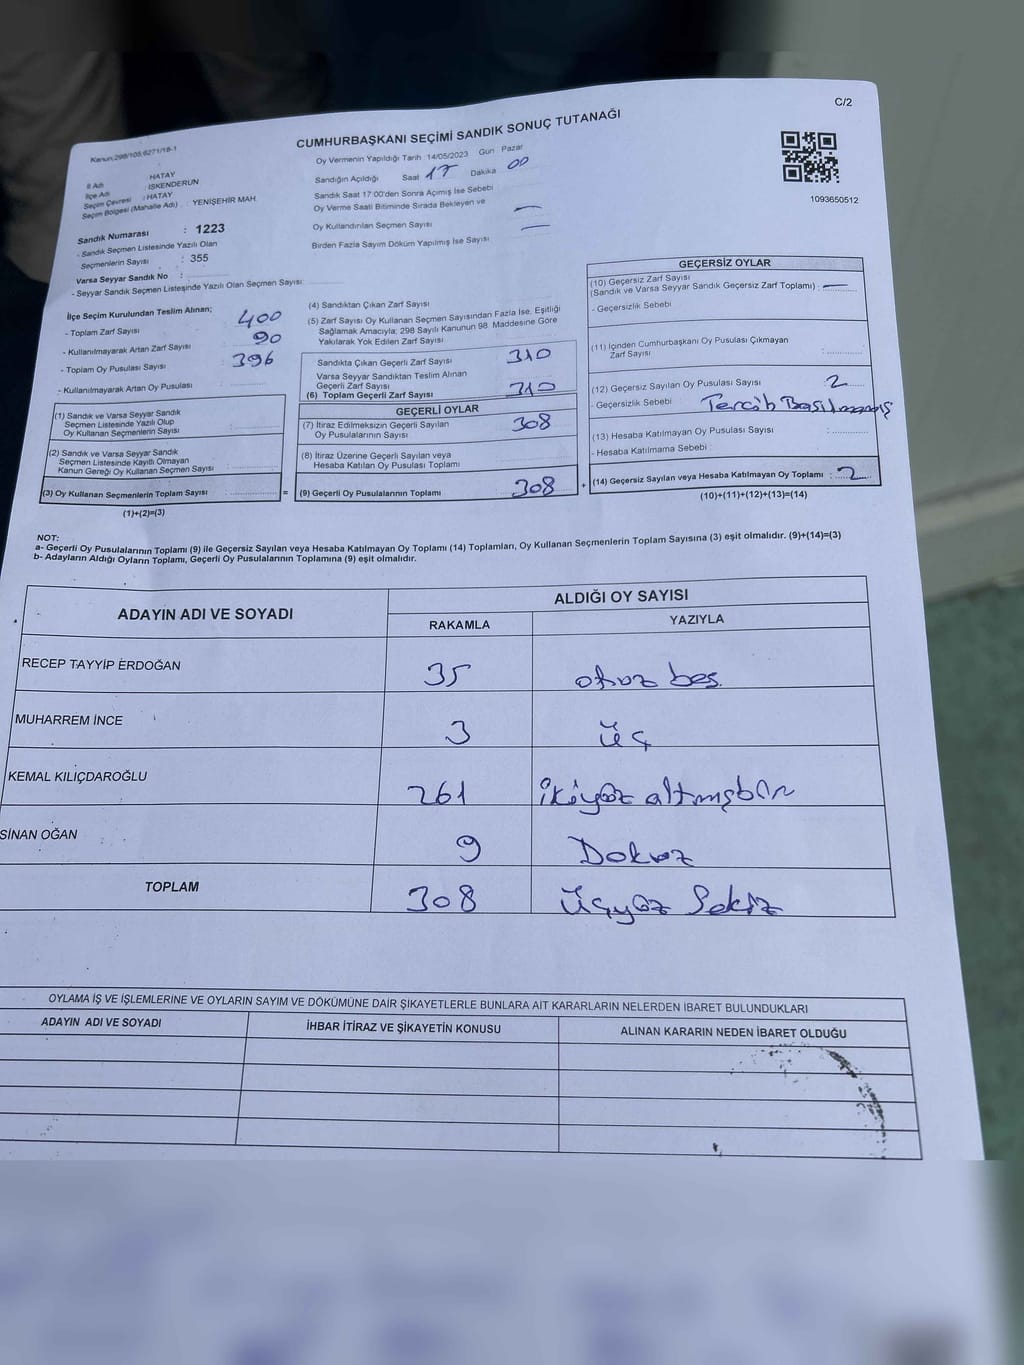 C/2
CUMHURBAŞKANI SEÇİMİ SANDIK SONUÇ TUTANAĞI
Kanun:298/105,6271/18-1
Oy Vermenin Yapıldığı Tarih 14/05/2023 Gün Pazar
Sandığın Açıldığı Saat 17 Dakika 00
Sandık Saat 17:00'den Sonra Açımış İse Sebebi
Oy Verme Saati Bitiminde Sırada Bekleyen ve
Oy Kullandırılan Seçmen Sayısı —
Birden Fazla Sayım Döküm Yapılmış İse Sayısı —
1093650512
İl Adı HATAY
İlçe Adı : İSKENDERUN
Seçim Çevresi : HATAY
Seçim Bölgesi (Mahalle Adı) : YENİŞEHİR MAH.
Sandık Numarası : 1223
- Sandık Seçmen Listesinde Yazılı Olan
Seçmenlerin Sayısı : 355
Varsa Seyyar Sandık No :
- Seyyar Sandık Seçmen Listesinde Yazılı Olan Seçmen Sayısı:
İlçe Seçim Kurulundan Teslim Alınan;
- Toplam Zarf Sayısı 400
- Kullanılmayarak Artan Zarf Sayısı 90
- Toplam Oy Pusulası Sayısı 396
- Kullanılmayarak Artan Oy Pusulası :
(1) Sandık ve Varsa Seyyar Sandık
Seçmen Listesinde Yazılı Olup
Oy Kullanan Seçmenlerin Sayısı :
(2) Sandık ve Varsa Seyyar Sandık
Seçmen Listesinde Kayıtlı Olmayan
Kanun Gereği Oy Kullanan Seçmen Sayısı :
(3) Oy Kullanan Seçmenlerin Toplam Sayısı : =
(1)+(2)=(3)
(4) Sandıktan Çıkan Zarf Sayısı
(5) Zarf Sayısı Oy Kullanan Seçmen Sayısından Fazla İse, Eşitliği
Sağlamak Amacıyla; 298 Sayılı Kanunun 98. Maddesine Göre
Yakılarak Yok Edilen Zarf Sayısı
Sandıkta Çıkan Geçerli Zarf Sayısı 310
Varsa Seyyar Sandıktan Teslim Alınan
Geçerli Zarf Sayısı
(6) Toplam Geçerli Zarf Sayısı 310
GEÇERLİ OYLAR
(7) İtiraz Edilmeksizin Geçerli Sayılan
Oy Pusulalarının Sayısı 308
(8) İtiraz Üzerine Geçerli Sayılan veya
Hesaba Katılan Oy Pusulası Toplamı
(9) Geçerli Oy Pusulalarının Toplamı 308 +
GEÇERSİZ OYLAR
(10) Geçersiz Zarf Sayısı
(Sandık ve Varsa Seyyar Sandık Geçersiz Zarf Toplamı) : —
- Geçersizlik Sebebi
(11) İçinden Cumhurbaşkanı Oy Pusulası Çıkmayan
Zarf Sayısı :
(12) Geçersiz Sayılan Oy Pusulası Sayısı : 2
- Geçersizlik Sebebi Tercih Basılmamış
(13) Hesaba Katılmayan Oy Pusulası Sayısı :
- Hesaba Katılmama Sebebi :
(14) Geçersiz Sayılan veya Hesaba Katılmayan Oy Toplamı : 2
(10)+(11)+(12)+(13)=(14)
NOT:
a- Geçerli Oy Pusulalarının Toplamı (9) ile Geçersiz Sayılan veya Hesaba Katılmayan Oy Toplamı (14) Toplamları, Oy Kullanan Seçmenlerin Toplam Sayısına (3) eşit olmalıdır. (9)+(14)=(3)
b- Adayların Aldığı Oyların Toplamı, Geçerli Oy Pusulalarının Toplamına (9) eşit olmalıdır.
ADAYIN ADI VE SOYADI ALDIĞI OY SAYISI
RAKAMLA YAZIYLA
RECEP TAYYİP ERDOĞAN 35 otuz beş
MUHARREM İNCE 3 üç
KEMAL KILIÇDAROĞLU 261 ikiyüz altmışbir
SİNAN OĞAN 9 Dokuz
TOPLAM 308 Üçyüz Sekiz
OYLAMA İŞ VE İŞLEMLERİNE VE OYLARIN SAYIM VE DÖKÜMÜNE DAİR ŞİKAYETLERLE BUNLARA AİT KARARLARIN NELERDEN İBARET BULUNDUKLARI
ADAYIN ADI VE SOYADI İHBAR İTİRAZ VE ŞİKAYETİN KONUSU ALINAN KARARIN NEDEN İBARET OLDUĞU